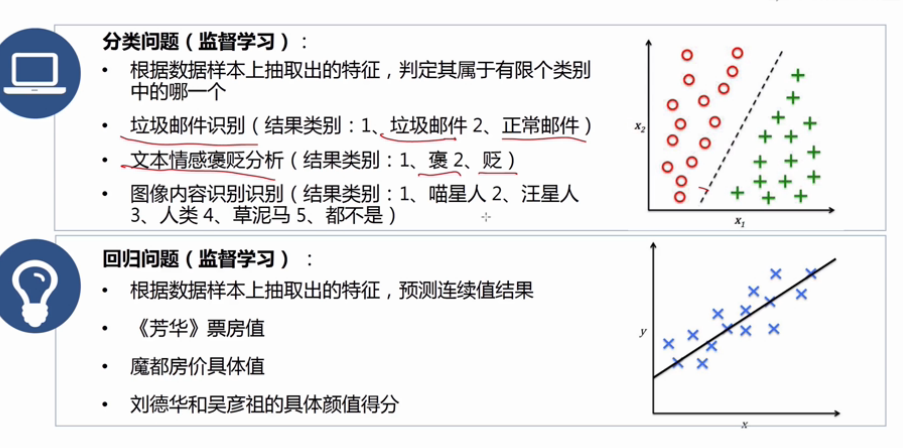 分类问题（监督学习）：
• 根据数据样本上抽取出的特征，判定其属于有限个类别
中的哪一个
• 垃圾邮件识别（结果类别：1、垃圾邮件 2、正常邮件）
• 文本情感褒贬分析（结果类别：1、褒 2、贬）
• 图像内容识别识别（结果类别：1、喵星人 2、汪星人
3、人类 4、草泥马 5、都不是）
x2
x1
回归问题（监督学习）：
• 根据数据样本上抽取出的特征，预测连续值结果
• 《芳华》票房值
• 魔都房价具体值
• 刘德华和吴彦祖的具体颜值得分
y
x